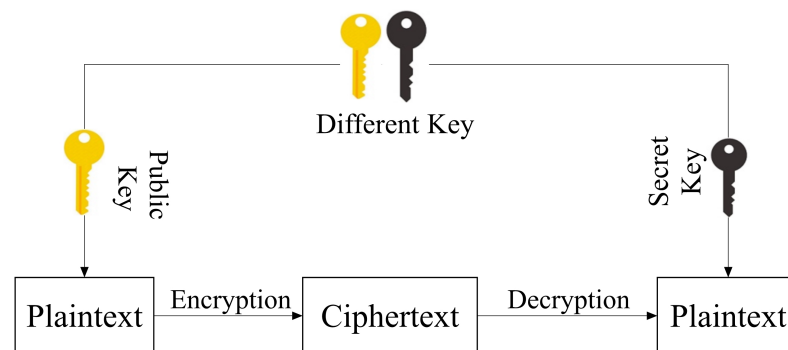 Different Key
Public
Key
Secret
Key
Plaintext
Encryption
Ciphertext
Decryption
Plaintext